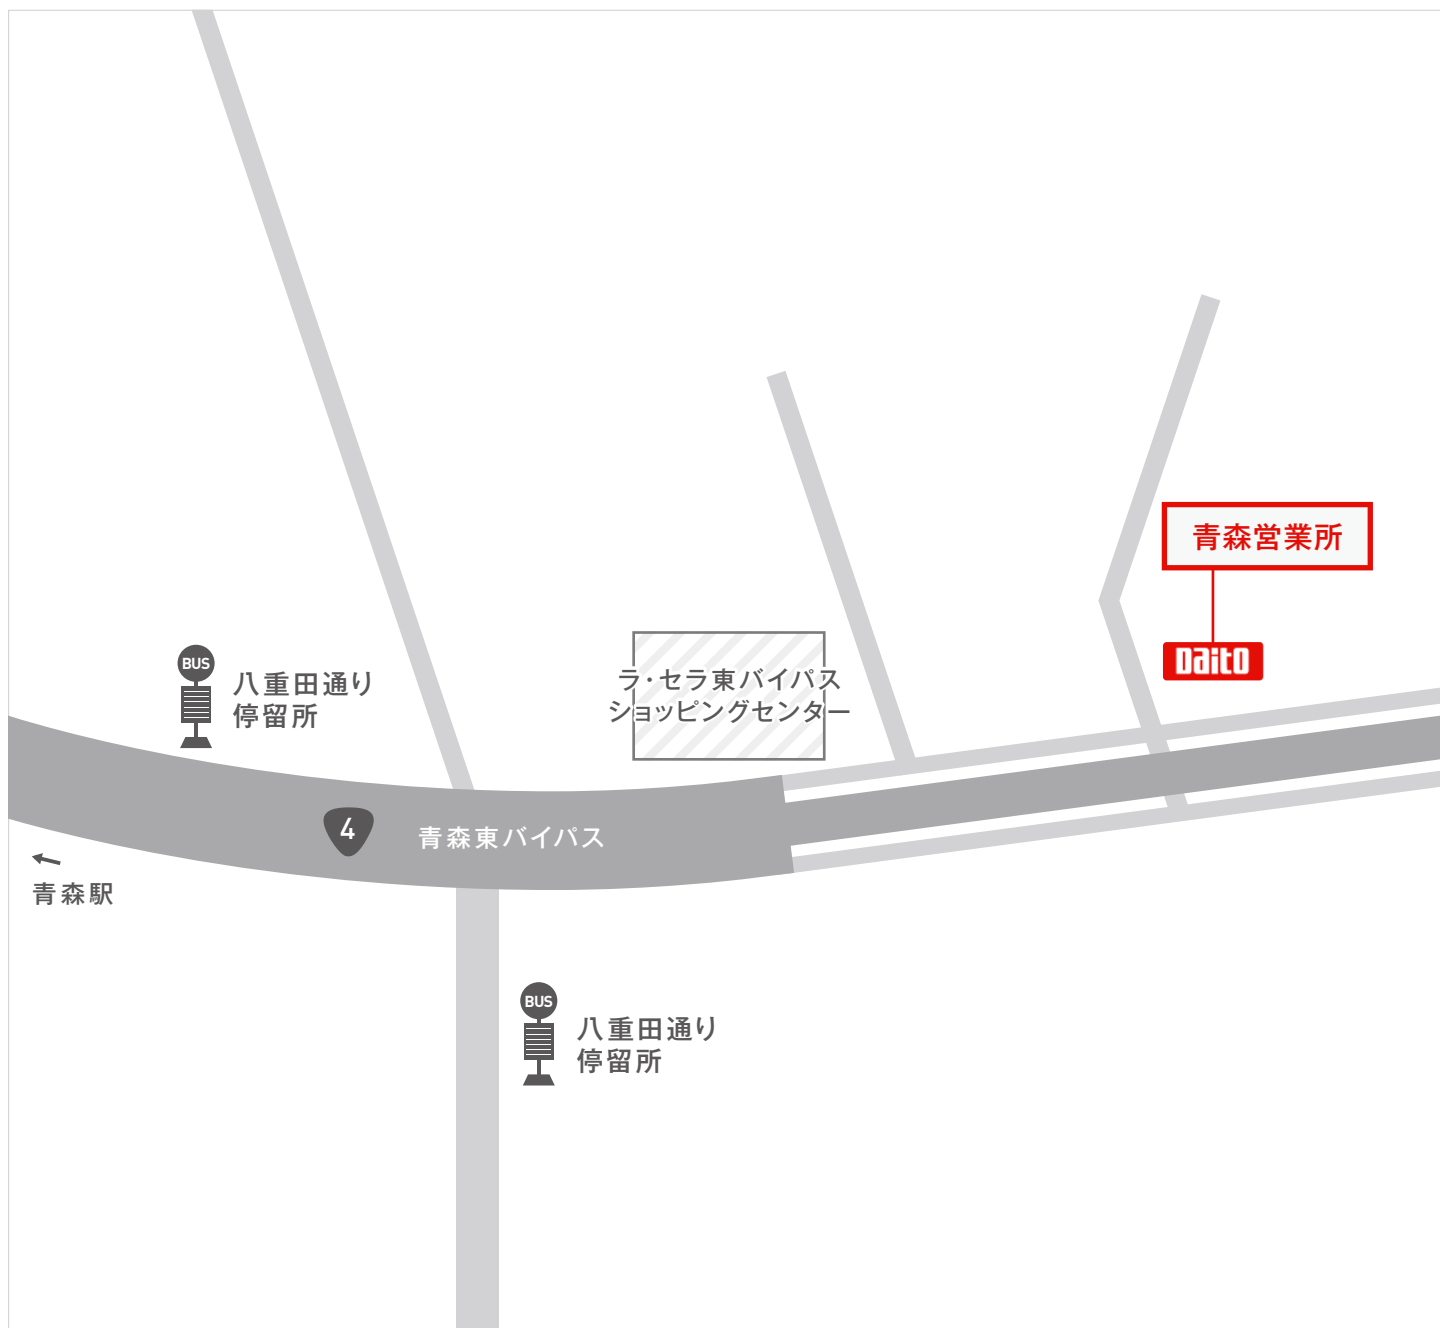 青森営業所
Daito
BUS
八重田通り
停留所
ラ・セラ東バイパス
ショッピングセンター
4
青森東バイパス
青森駅
BUS
八重田通り
停留所